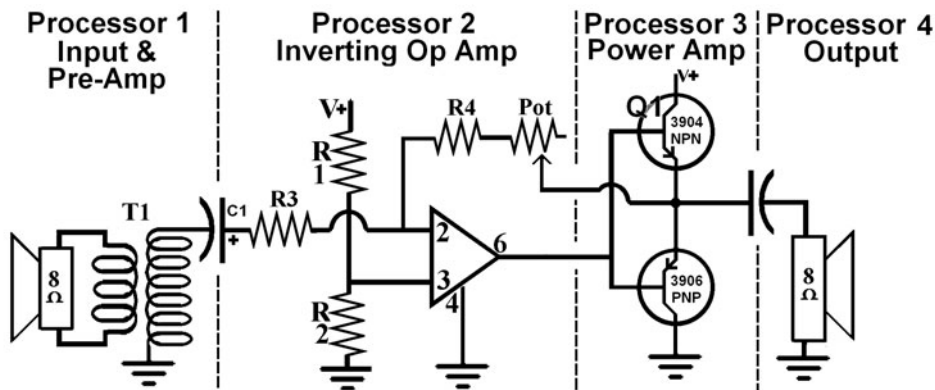 Processor 1
Input &
Pre-Amp
Processor 2
Inverting Op Amp
Processor 3
Power Amp
Processor 4
Output
V+
R4
Pot
V+
Q1
3904
NPN
R
1
T1
C1
+
R3
2
6
3
4
8
Ω
R
2
3906
PNP
8
Ω